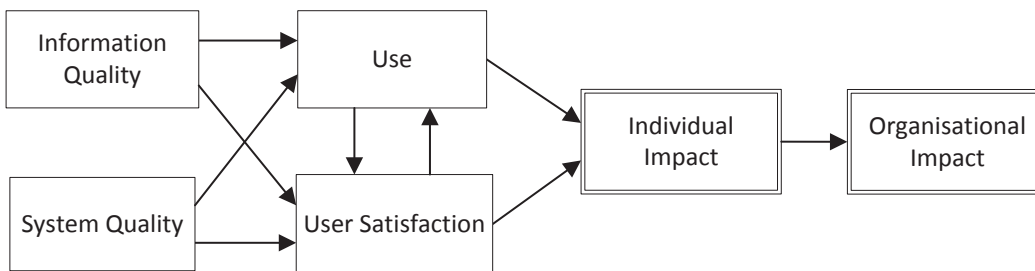 Information
Quality
Use
Individual
Impact
Organisational
Impact
System Quality
User Satisfaction